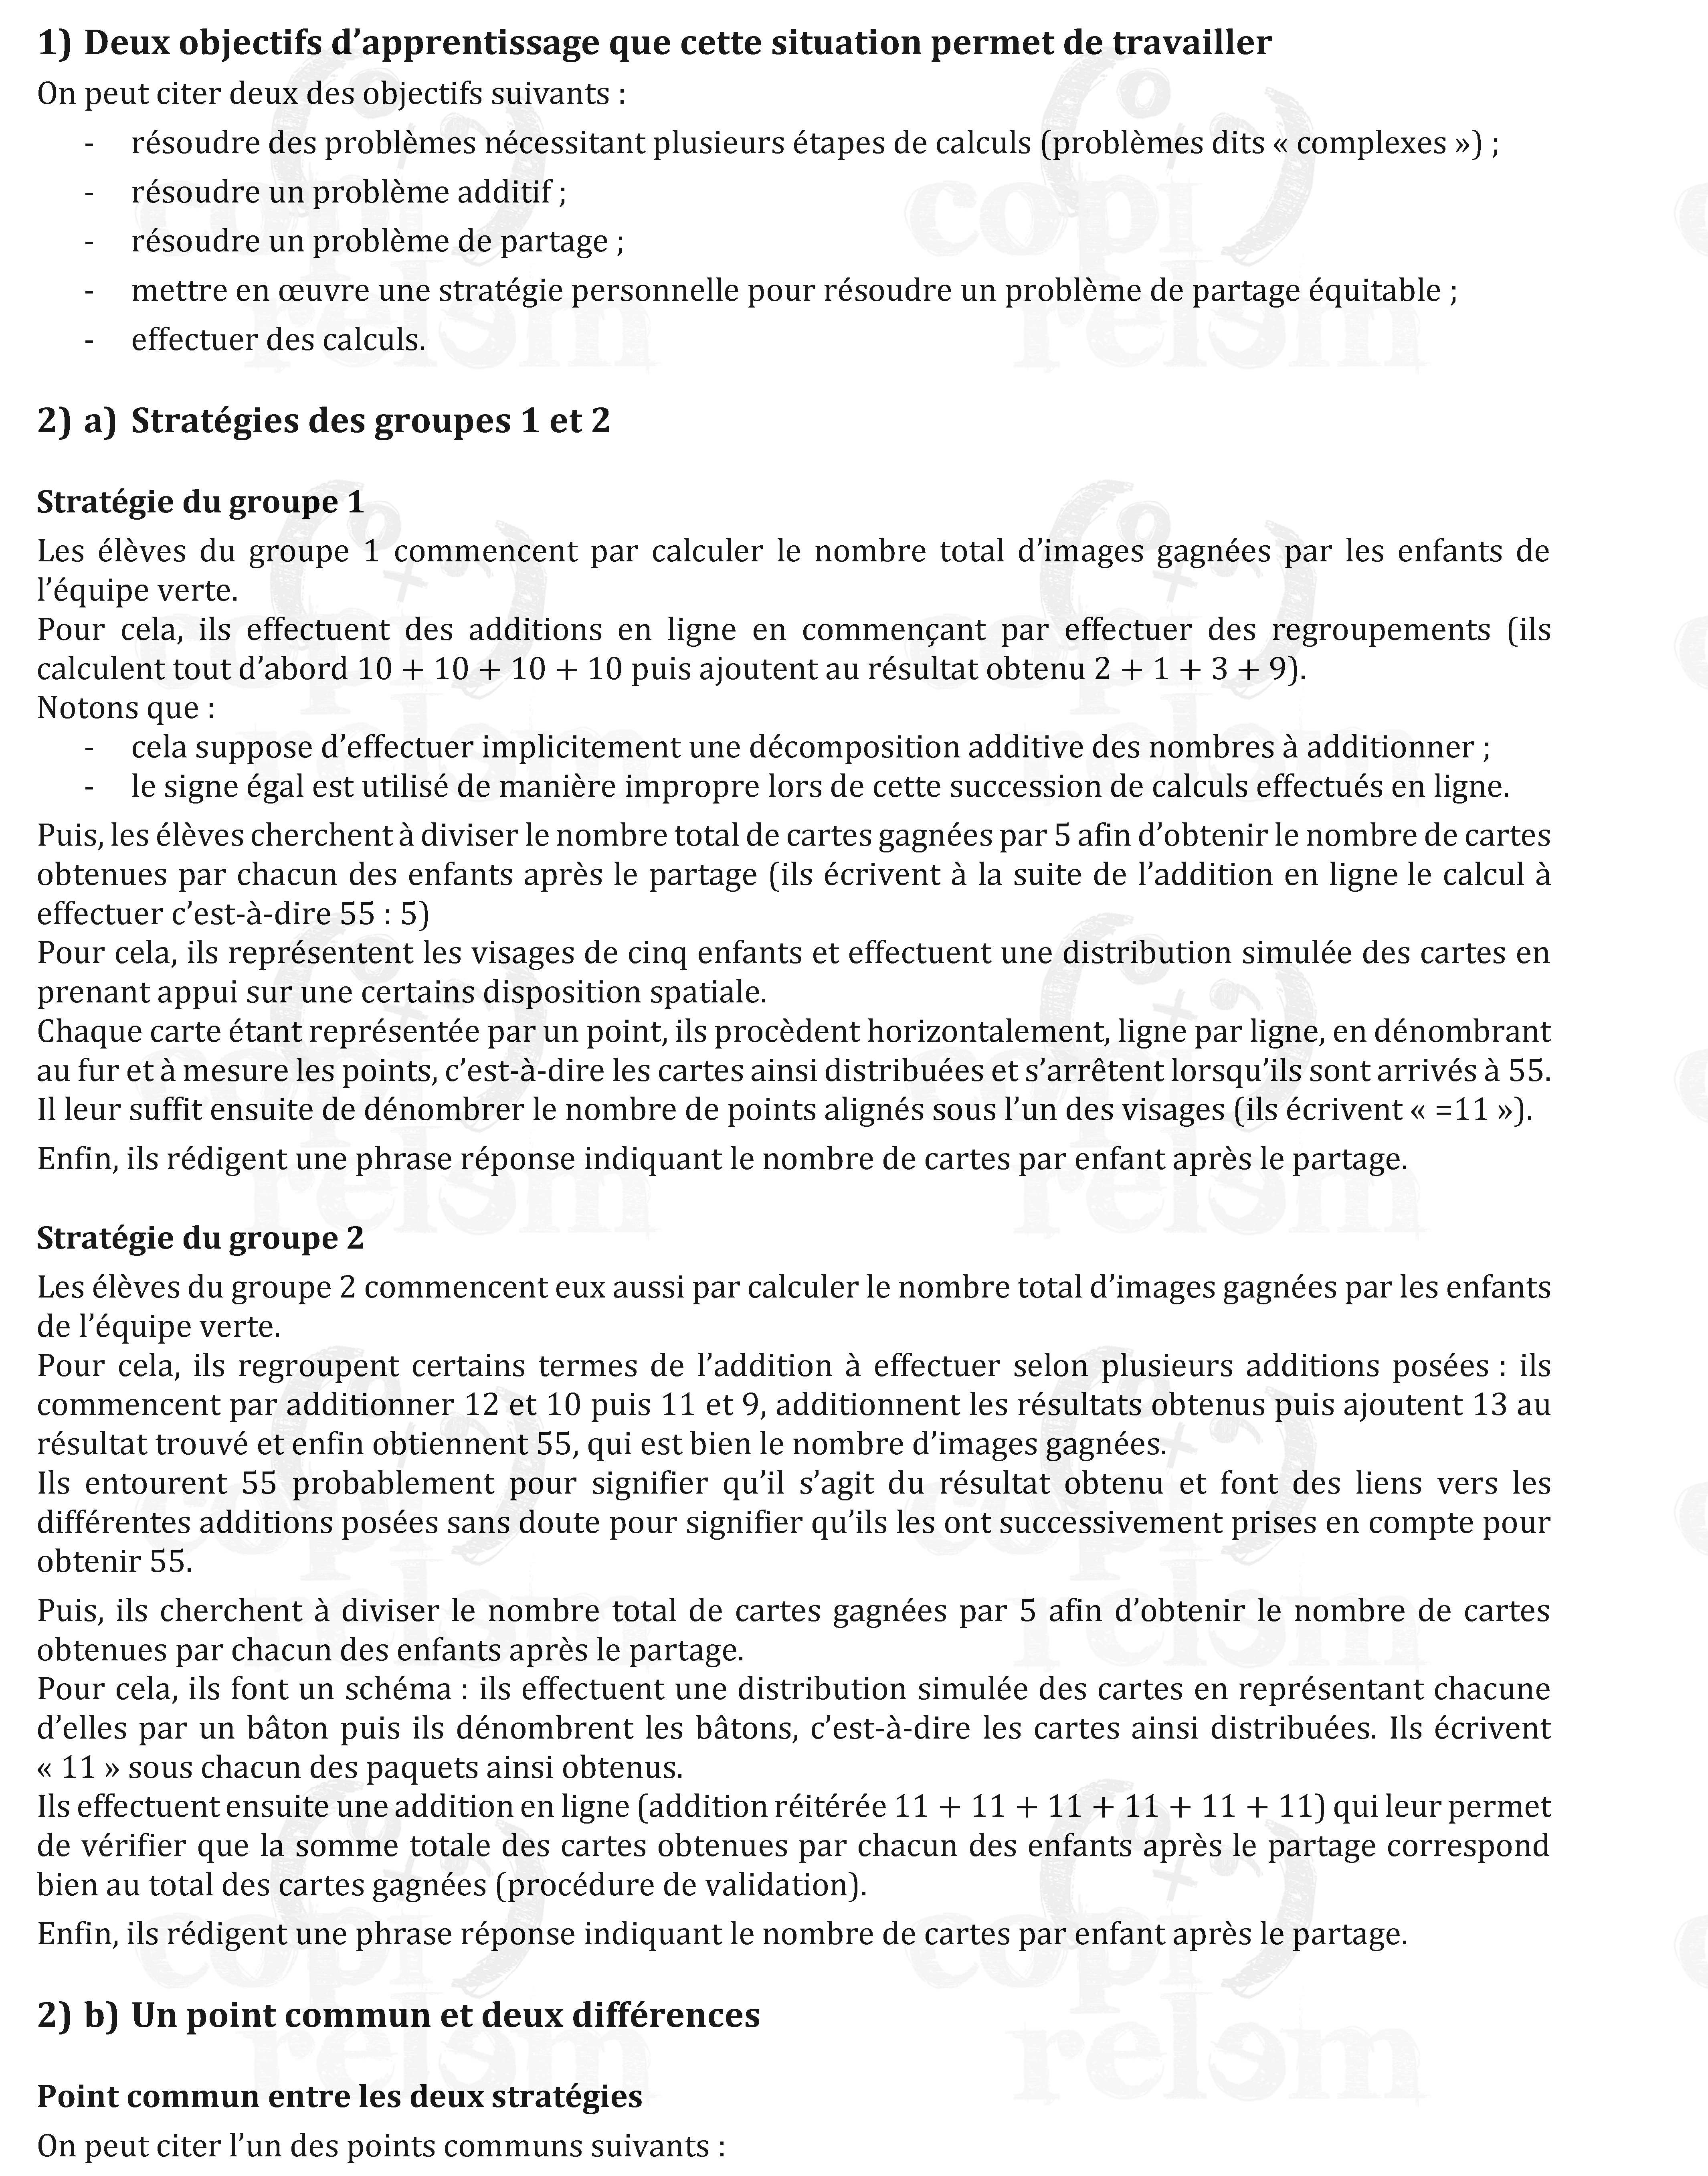 1) Deux objectifs d’apprentissage que cette situation permet de travailler
On peut citer deux des objectifs suivants :
- résoudre des problèmes nécessitant plusieurs étapes de calculs (problèmes dits « complexes ») ;
- résoudre un problème additif ;
- résoudre un problème de partage ;
- mettre en œuvre une stratégie personnelle pour résoudre un problème de partage équitable ;
- effectuer des calculs.
2) a) Stratégies des groupes 1 et 2
Stratégie du groupe 1
Les élèves du groupe 1 commencent par calculer le nombre total d’images gagnées par les enfants de
l’équipe verte.
Pour cela, ils effectuent des additions en ligne en commençant par effectuer des regroupements (ils
calculent tout d’abord 10 + 10 + 10 + 10 puis ajoutent au résultat obtenu 2 + 1 + 3 + 9).
Notons que :
- cela suppose d’effectuer implicitement une décomposition additive des nombres à additionner ;
- le signe égal est utilisé de manière impropre lors de cette succession de calculs effectués en ligne.
Puis, les élèves cherchent à diviser le nombre total de cartes gagnées par 5 afin d’obtenir le nombre de cartes
obtenues par chacun des enfants après le partage (ils écrivent à la suite de l’addition en ligne le calcul à
effectuer c’est-à-dire 55 : 5)
Pour cela, ils représentent les visages de cinq enfants et effectuent une distribution simulée des cartes en
prenant appui sur une certains disposition spatiale.
Chaque carte étant représentée par un point, ils procèdent horizontalement, ligne par ligne, en dénombrant
au fur et à mesure les points, c’est-à-dire les cartes ainsi distribuées et s’arrêtent lorsqu’ils sont arrivés à 55.
Il leur suffit ensuite de dénombrer le nombre de points alignés sous l’un des visages (ils écrivent « =11 »).
Enfin, ils rédigent une phrase réponse indiquant le nombre de cartes par enfant après le partage.
Stratégie du groupe 2
Les élèves du groupe 2 commencent eux aussi par calculer le nombre total d’images gagnées par les enfants
de l’équipe verte.
Pour cela, ils regroupent certains termes de l’addition à effectuer selon plusieurs additions posées : ils
commencent par additionner 12 et 10 puis 11 et 9, additionnent les résultats obtenus puis ajoutent 13 au
résultat trouvé et enfin obtiennent 55, qui est bien le nombre d’images gagnées.
Ils entourent 55 probablement pour signifier qu’il s’agit du résultat obtenu et font des liens vers les
différentes additions posées sans doute pour signifier qu’ils les ont successivement prises en compte pour
obtenir 55.
Puis, ils cherchent à diviser le nombre total de cartes gagnées par 5 afin d’obtenir le nombre de cartes
obtenues par chacun des enfants après le partage.
Pour cela, ils font un schéma : ils effectuent une distribution simulée des cartes en représentant chacune
d’elles par un bâton puis ils dénombrent les bâtons, c’est-à-dire les cartes ainsi distribuées. Ils écrivent
« 11 » sous chacun des paquets ainsi obtenus.
Ils effectuent ensuite une addition en ligne (addition réitérée 11 + 11 + 11 + 11 + 11 + 11) qui leur permet
de vérifier que la somme totale des cartes obtenues par chacun des enfants après le partage correspond
bien au total des cartes gagnées (procédure de validation).
Enfin, ils rédigent une phrase réponse indiquant le nombre de cartes par enfant après le partage.
2) b) Un point commun et deux différences
Point commun entre les deux stratégies
On peut citer l’un des points communs suivants :